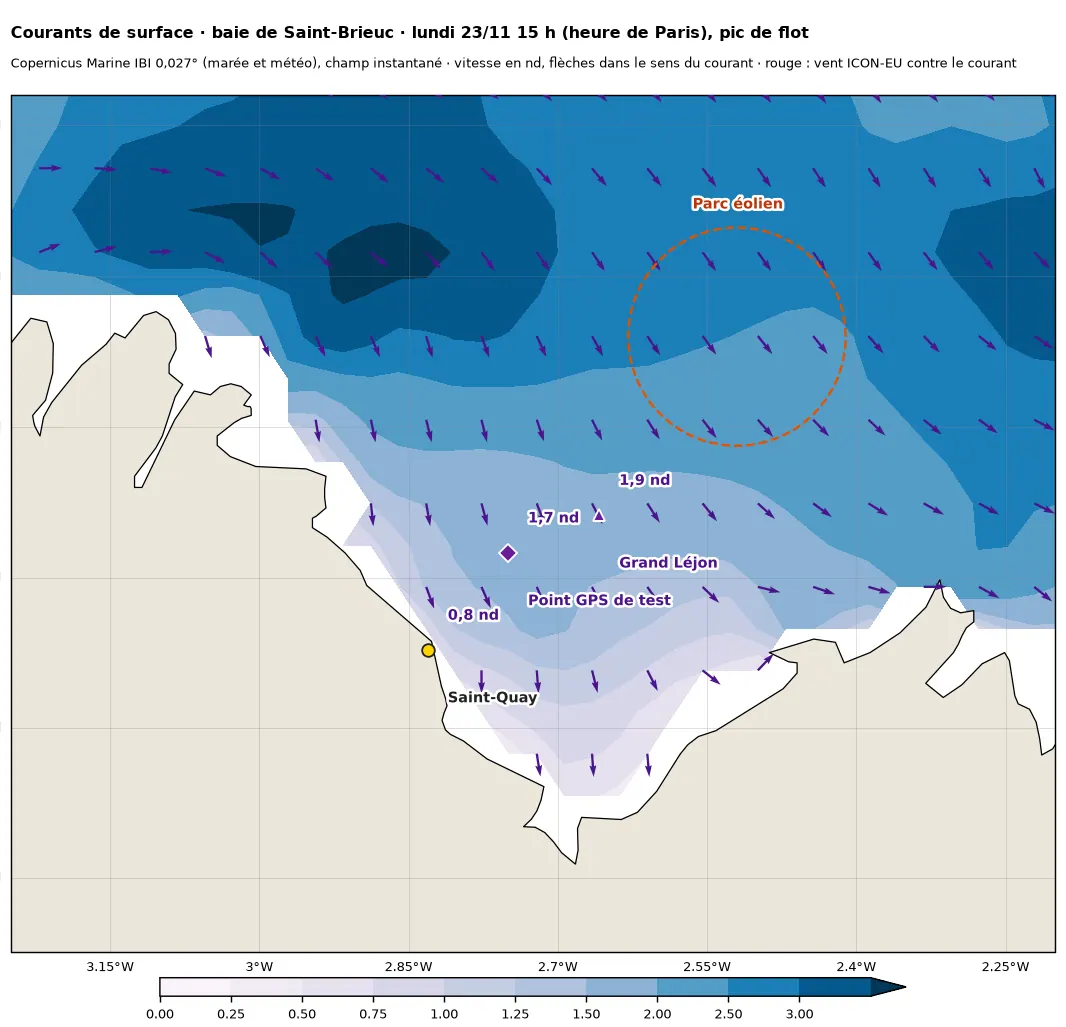 Courants de surface · baie de Saint-Brieuc · lundi 23/11 15 h (heure de Paris), pic de flot
Copernicus Marine IBI 0,027° (marée et météo), champ instantané · vitesse en nd, flèches dans le sens du courant · rouge : vent ICON-EU contre le courant
Parc éolien
1,9 nd
1,7 nd
Grand Léjon
Point GPS de test
0,8 nd
Saint-Quay
3.15°W 3°W 2.85°W 2.7°W 2.55°W 2.4°W 2.25°W
0.00 0.25 0.50 0.75 1.00 1.25 1.50 2.00 2.50 3.00